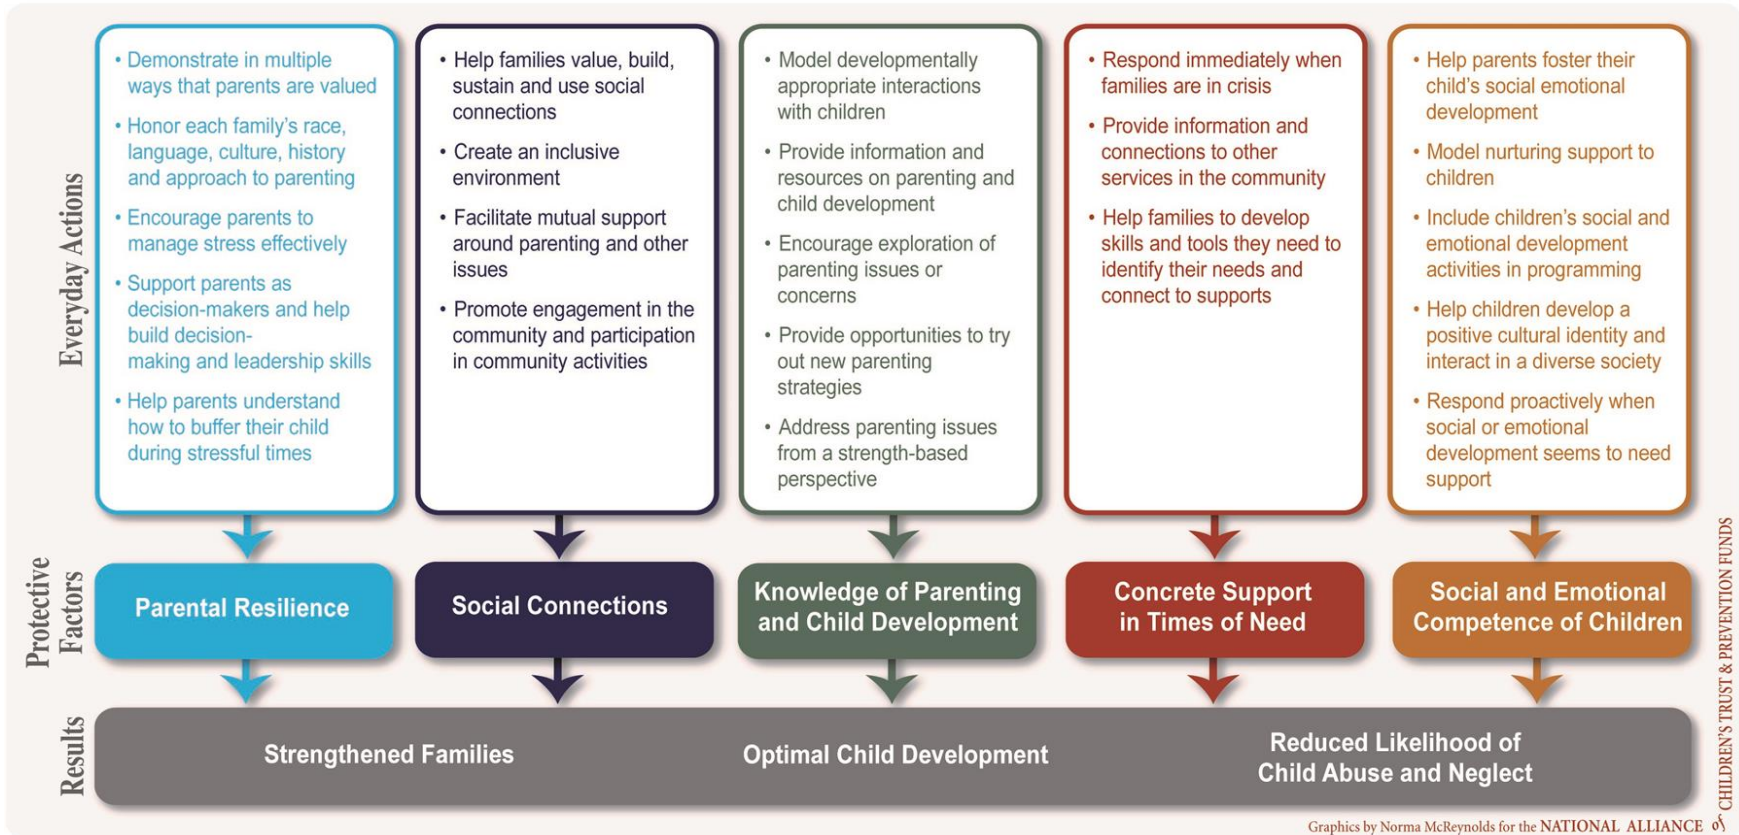 Everyday Actions
• Demonstrate in multiple
ways that parents are valued
• Honor each family's race,
language, culture, history
and approach to parenting
• Encourage parents to
manage stress effectively
• Support parents as
decision-makers and help
build decision-
making and leadership skills
• Help parents understand
how to buffer their child
during stressful times
• Help families value, build,
sustain and use social
connections
• Create an inclusive
environment
• Facilitate mutual support
around parenting and other
issues
• Promote engagement in the
community and participation
in community activities
• Model developmentally
appropriate interactions
with children
• Provide information and
resources on parenting and
child development
• Encourage exploration of
parenting issues or
concerns
• Provide opportunities to try
out new parenting
strategies
• Address parenting issues
from a strength-based
perspective
• Respond immediately when
families are in crisis
• Provide information and
connections to other
services in the community
• Help families to develop
skills and tools they need to
identify their needs and
connect to supports
• Help parents foster their
child's social emotional
development
• Model nurturing support to
children
• Include children's social and
emotional development
activities in programming
• Help children develop a
positive cultural identity and
interact in a diverse society
• Respond proactively when
social or emotional
development seems to need
support
Protective
Factors
Parental Resilience
Social Connections
Knowledge of Parenting
and Child Development
Concrete Support
in Times of Need
Social and Emotional
Competence of Children
Results
Strengthened Families
Optimal Child Development
Reduced Likelihood of
Child Abuse and Neglect
Graphics by Norma McReynolds for the NATIONAL ALLIANCE of
CHILDREN'S TRUST & PREVENTION FUNDS